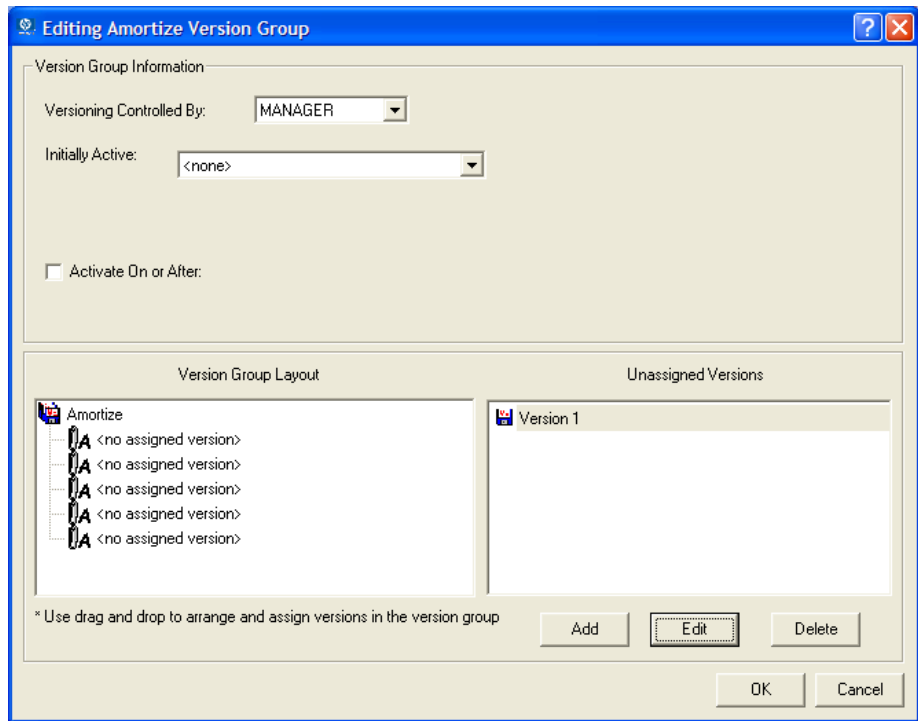 Editing Amortize Version Group
Version Group Information
Versioning Controlled By: MANAGER
Initially Active: <none>
Activate On or After:
Version Group Layout
Amortize
<no assigned version>
<no assigned version>
<no assigned version>
<no assigned version>
<no assigned version>
Unassigned Versions
Version 1
* Use drag and drop to arrange and assign versions in the version group
Add Edit Delete
OK Cancel